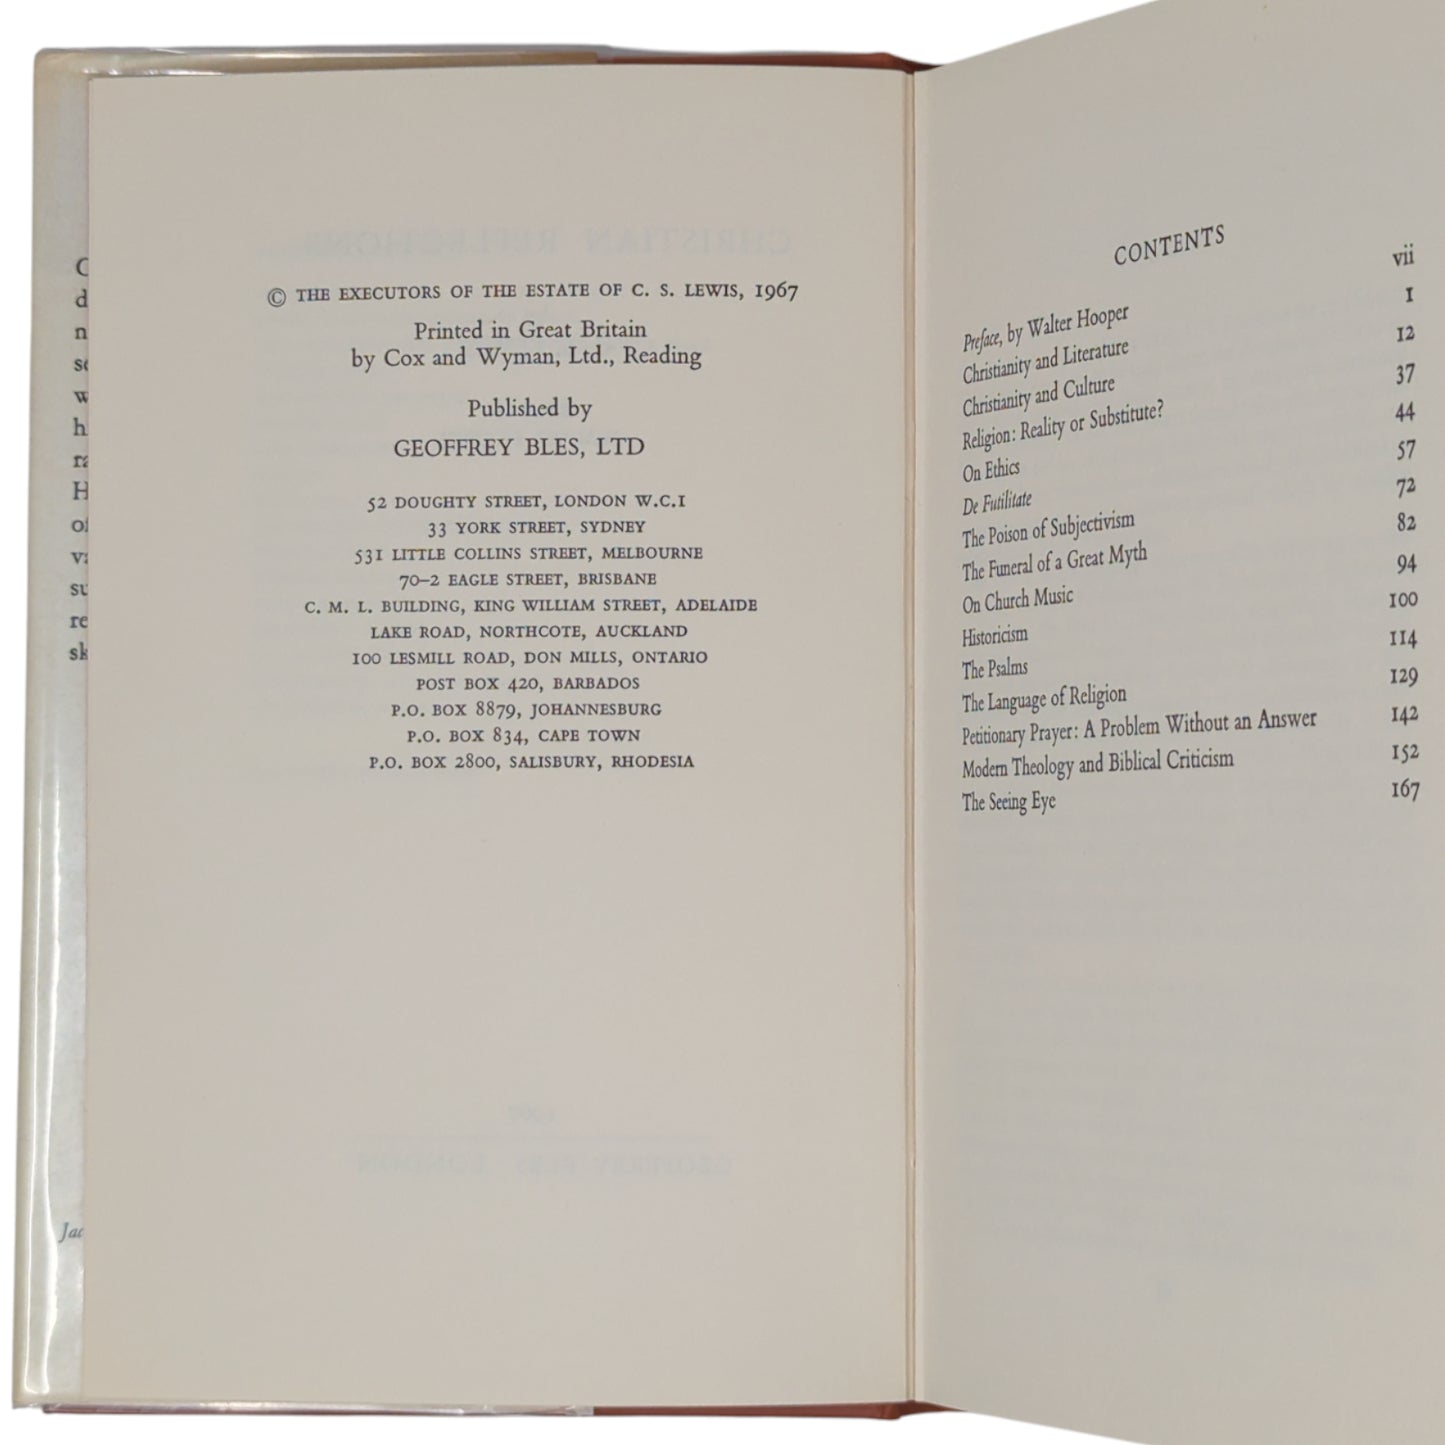 © THE EXECUTORS OF THE ESTATE OF C. S. LEWIS, 1967
Printed in Great Britain
by Cox and Wyman, Ltd., Reading
Published by
GEOFFREY BLES, LTD
52 DOUGHTY STREET, LONDON W.C.1
33 YORK STREET, SYDNEY
531 LITTLE COLLINS STREET, MELBOURNE
70–2 EAGLE STREET, BRISBANE
C. M. L. BUILDING, KING WILLIAM STREET, ADELAIDE
LAKE ROAD, NORTHCOTE, AUCKLAND
100 LESMILL ROAD, DON MILLS, ONTARIO
POST BOX 420, BARBADOS
P.O. BOX 8879, JOHANNESBURG
P.O. BOX 834, CAPE TOWN
P.O. BOX 2800, SALISBURY, RHODESIA
CONTENTS
Preface, by Walter Hooper vii
Christianity and Literature 1
Christianity and Culture 12
Religion: Reality or Substitute? 37
On Ethics 44
De Futilitate 57
The Poison of Subjectivism 72
The Funeral of a Great Myth 82
On Church Music 94
Historicism 100
The Psalms 114
The Language of Religion 129
Petitionary Prayer: A Problem Without an Answer 142
Modern Theology and Biblical Criticism 152
The Seeing Eye 167